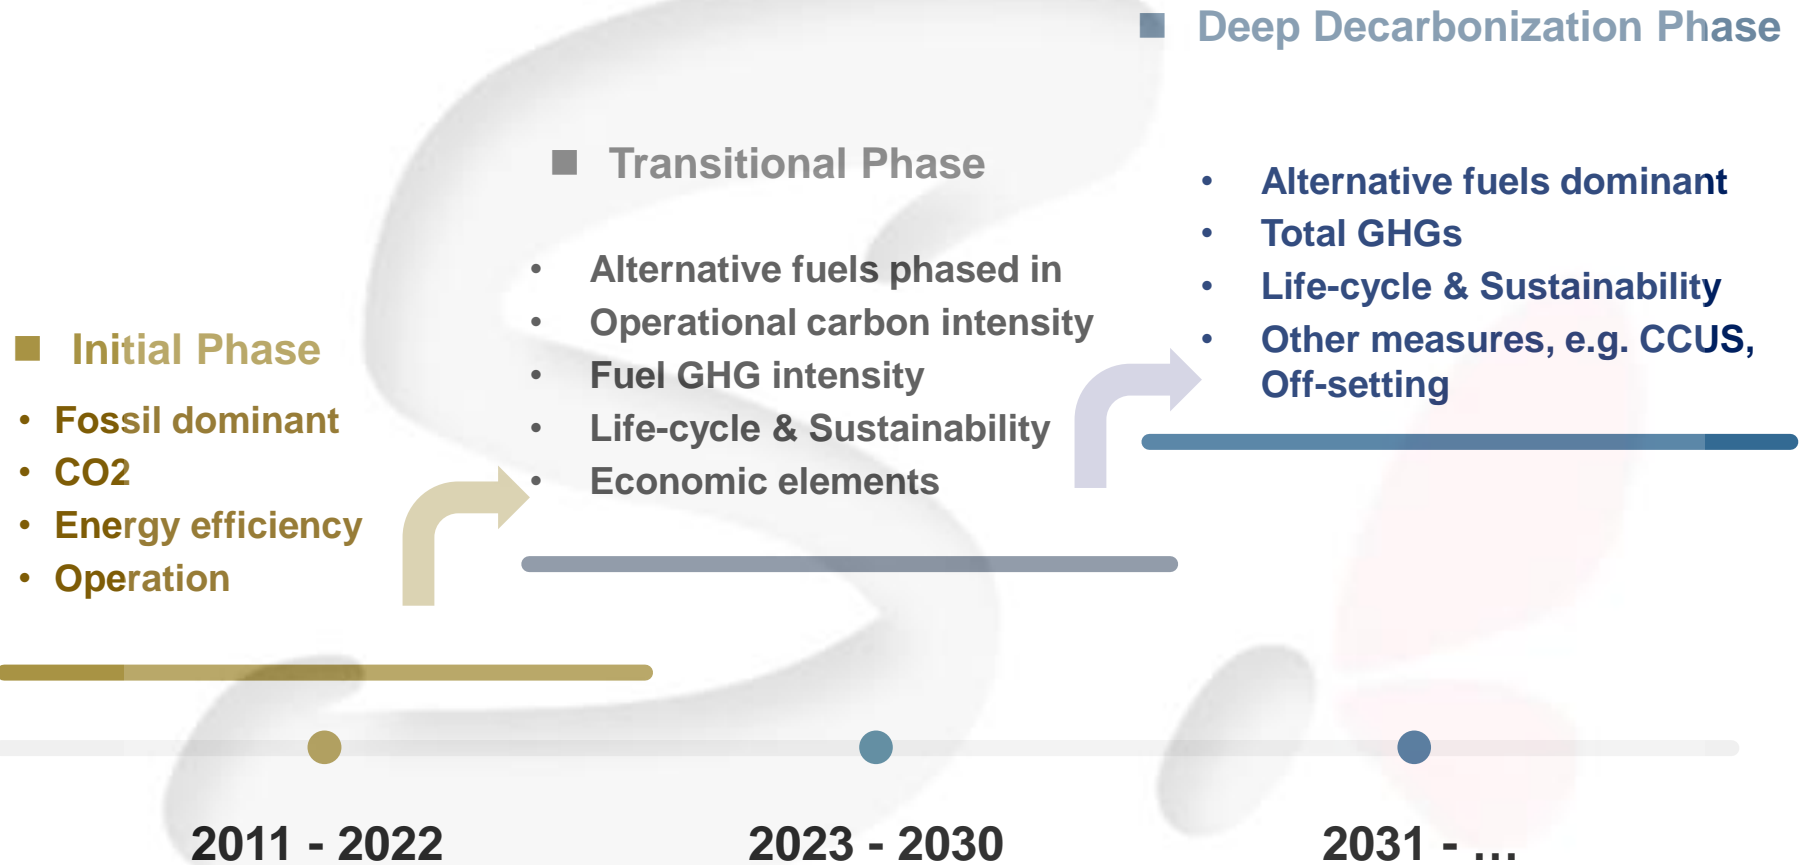 Initial Phase
• Fossil dominant
• CO2
• Energy efficiency
• Operation
Transitional Phase
• Alternative fuels phased in
• Operational carbon intensity
• Fuel GHG intensity
• Life-cycle & Sustainability
• Economic elements
Deep Decarbonization Phase
• Alternative fuels dominant
• Total GHGs
• Life-cycle & Sustainability
• Other measures, e.g. CCUS,
Off-setting
2011 - 2022
2023 - 2030
2031 - …